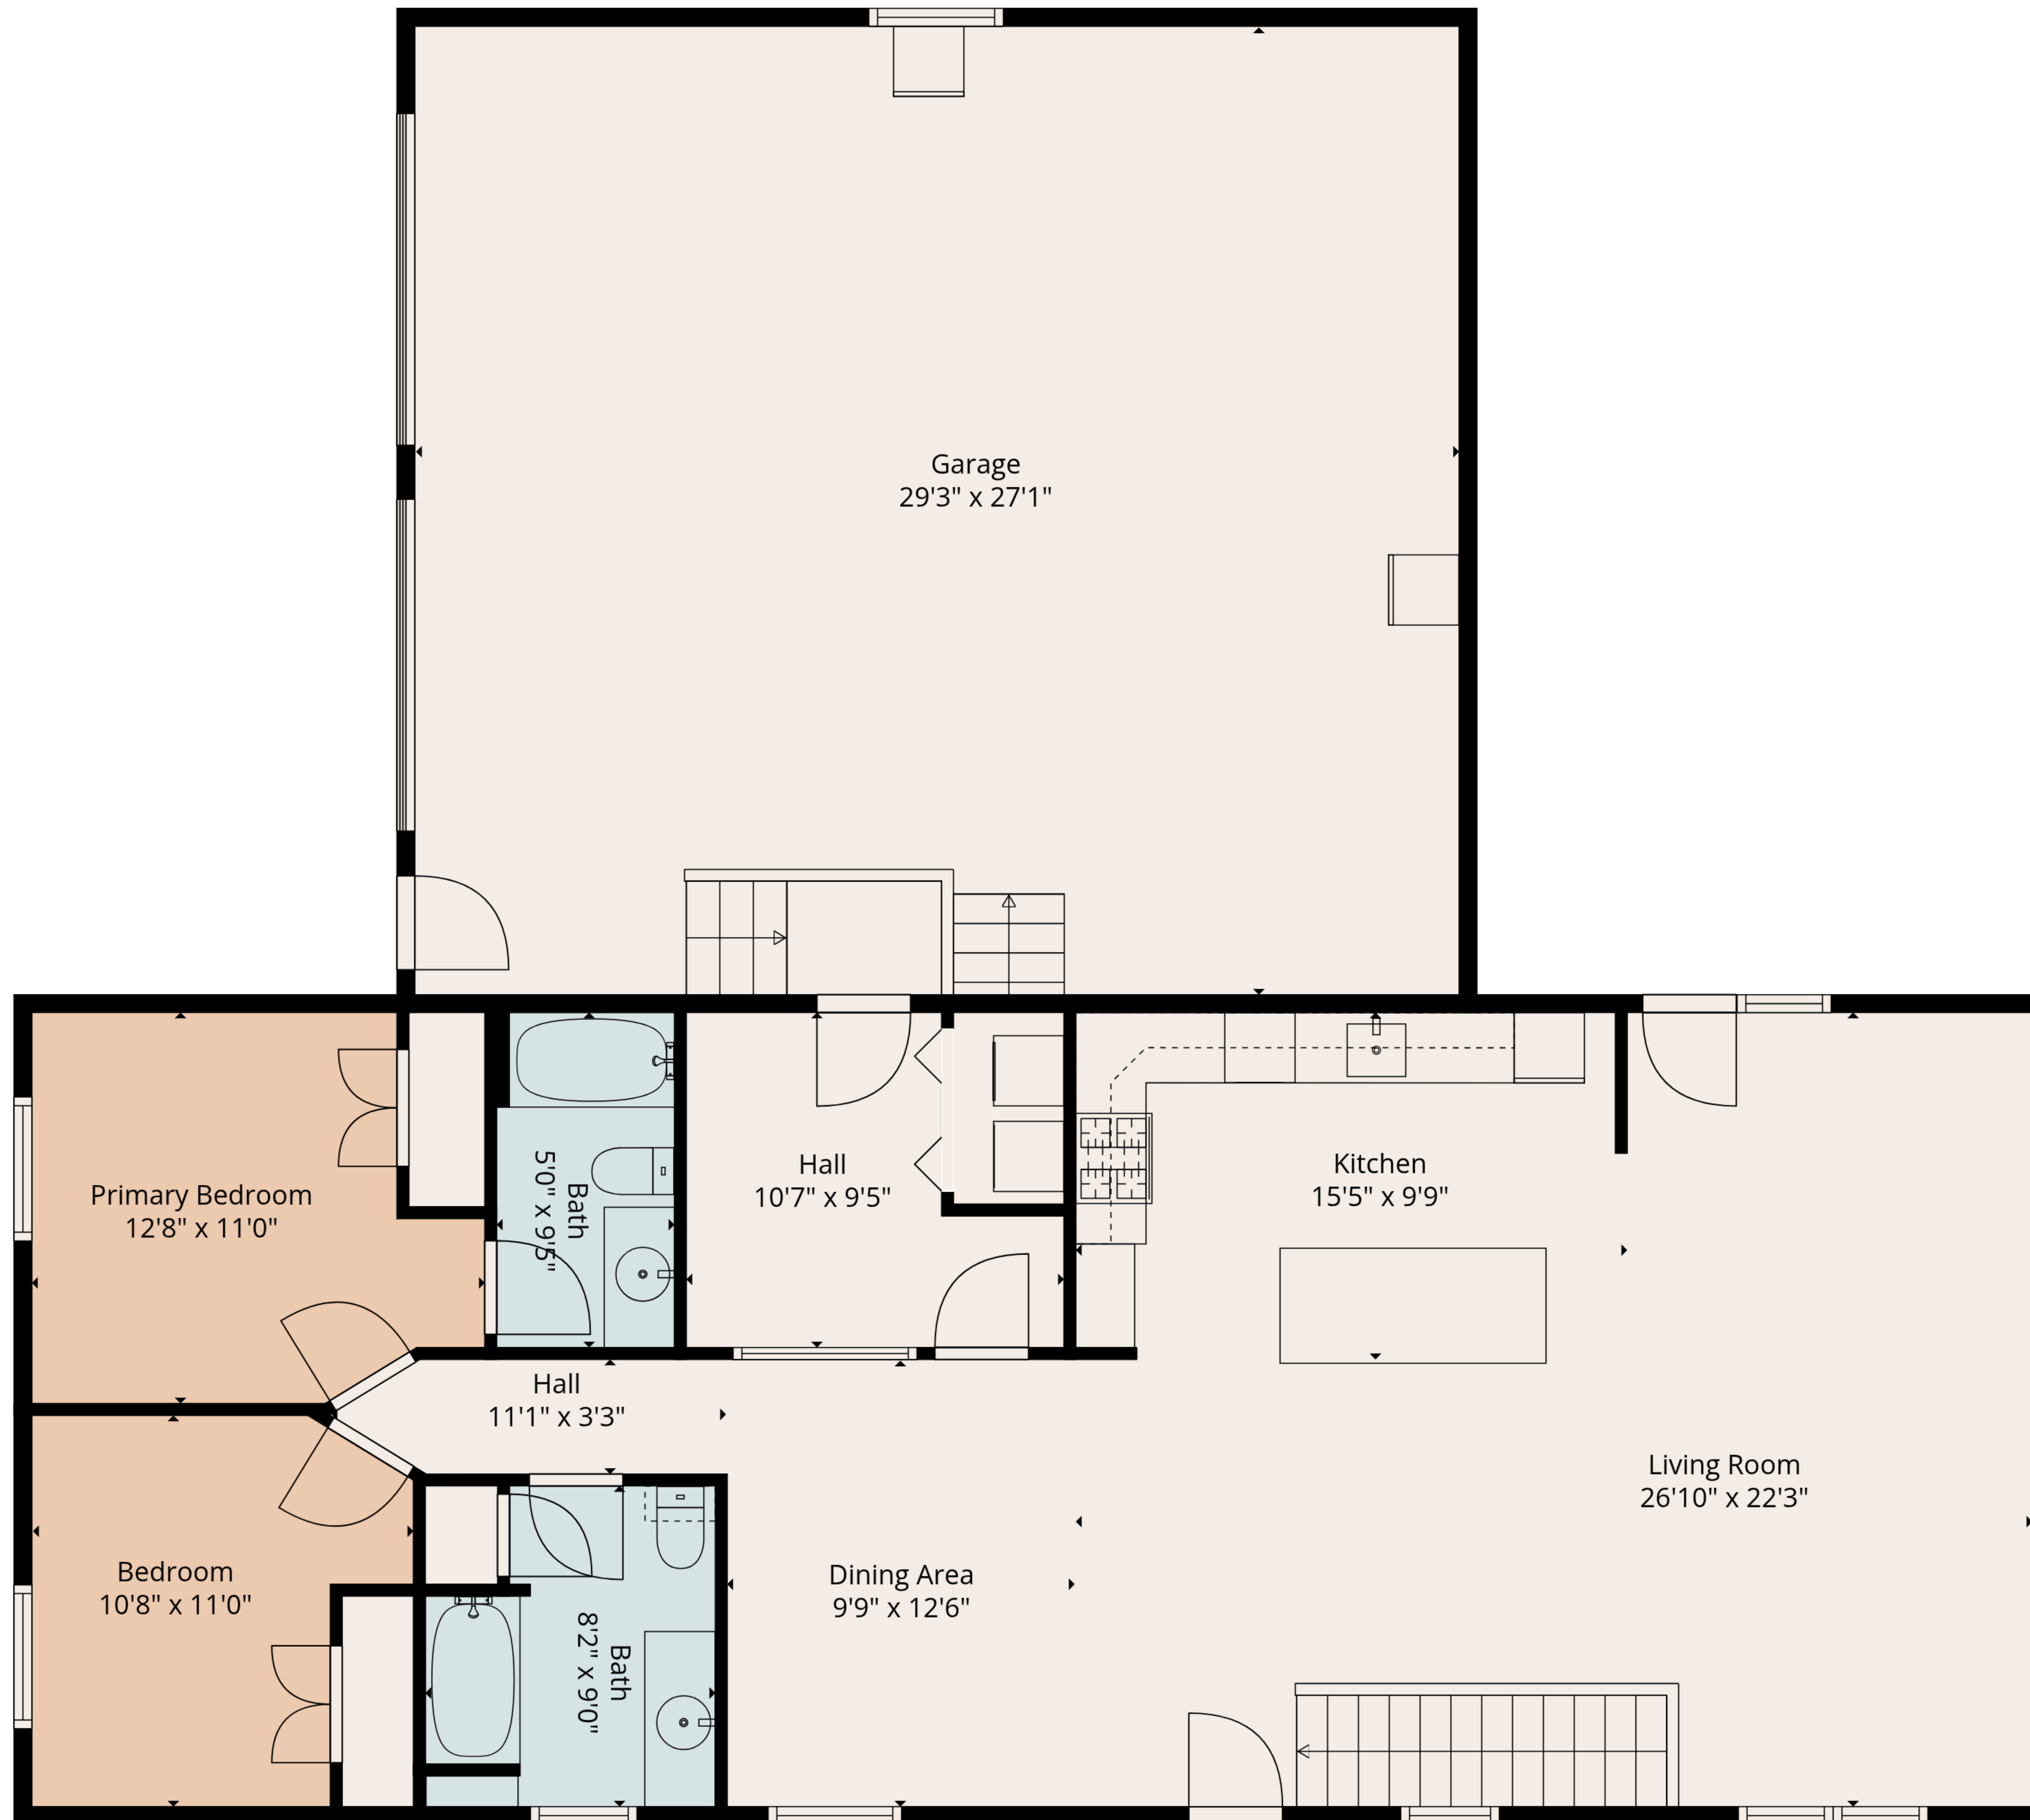 Garage
29'3" x 27'1"
Primary Bedroom
12'8" x 11'0"
Bath
5'0" x 9'5"
Hall
10'7" x 9'5"
Kitchen
15'5" x 9'9"
Hall
11'1" x 3'3"
Living Room
26'10" x 22'3"
Bedroom
10'8" x 11'0"
Bath
8'2" x 9'0"
Dining Area
9'9" x 12'6"